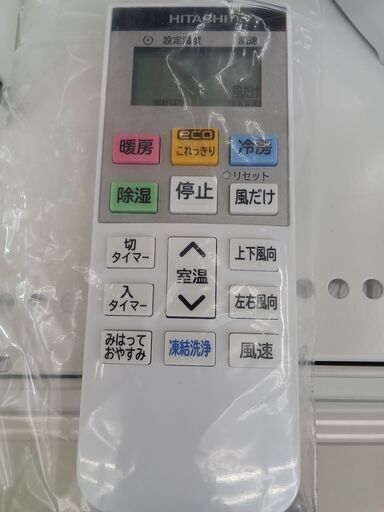 HITACHI
設定温度 風速
風だけ
eco
暖房 これっきり 冷房
リセット
除湿 停止 風だけ
切
タイマー 上下風向
室温
入
タイマー 左右風向
みはって
おやすみ 凍結洗浄 風速